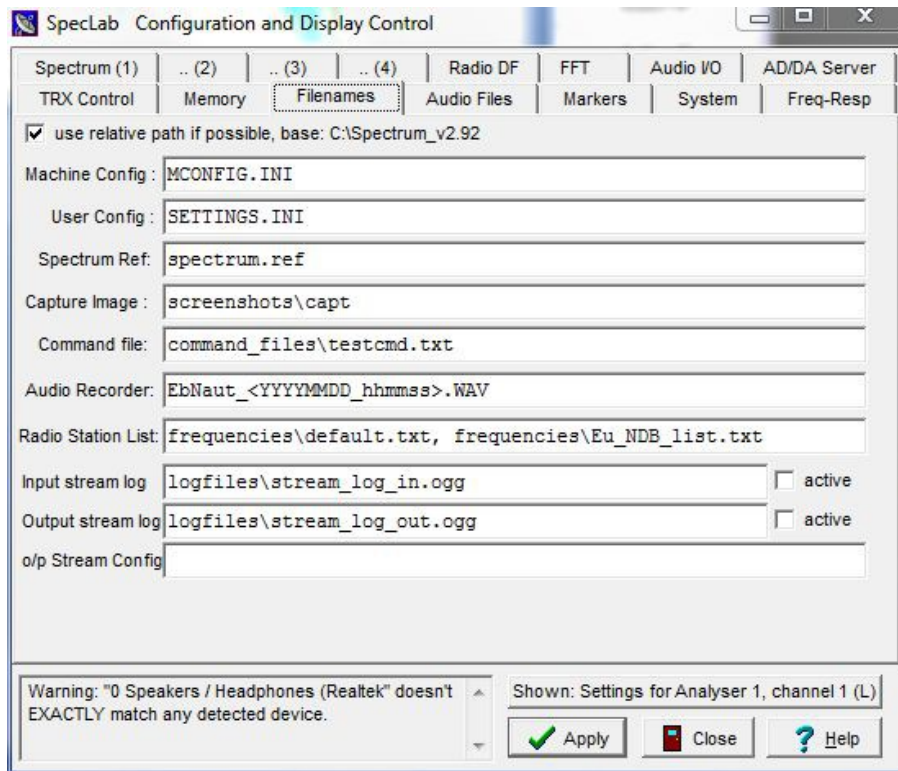 SpecLab Configuration and Display Control
Spectrum (1) .. (2) .. (3) .. (4) Radio DF FFT Audio I/O AD/DA Server
TRX Control Memory Filenames Audio Files Markers System Freq-Resp
use relative path if possible, base: C:\Spectrum_v2.92
Machine Config : MCONFIG.INI
User Config : SETTINGS.INI
Spectrum Ref: spectrum.ref
Capture Image : screenshots\capt
Command file: command_files\testcmd.txt
Audio Recorder: EbNaut_<YYYYMMDD_hhmmss>.WAV
Radio Station List: frequencies\default.txt, frequencies\Eu_NDB_list.txt
Input stream log logfiles\stream_log_in.ogg active
Output stream log logfiles\stream_log_out.ogg active
o/p Stream Config
Warning: "0 Speakers / Headphones (Realtek" doesn't
EXACTLY match any detected device.
Shown: Settings for Analyser 1, channel 1 (L)
Apply Close Help